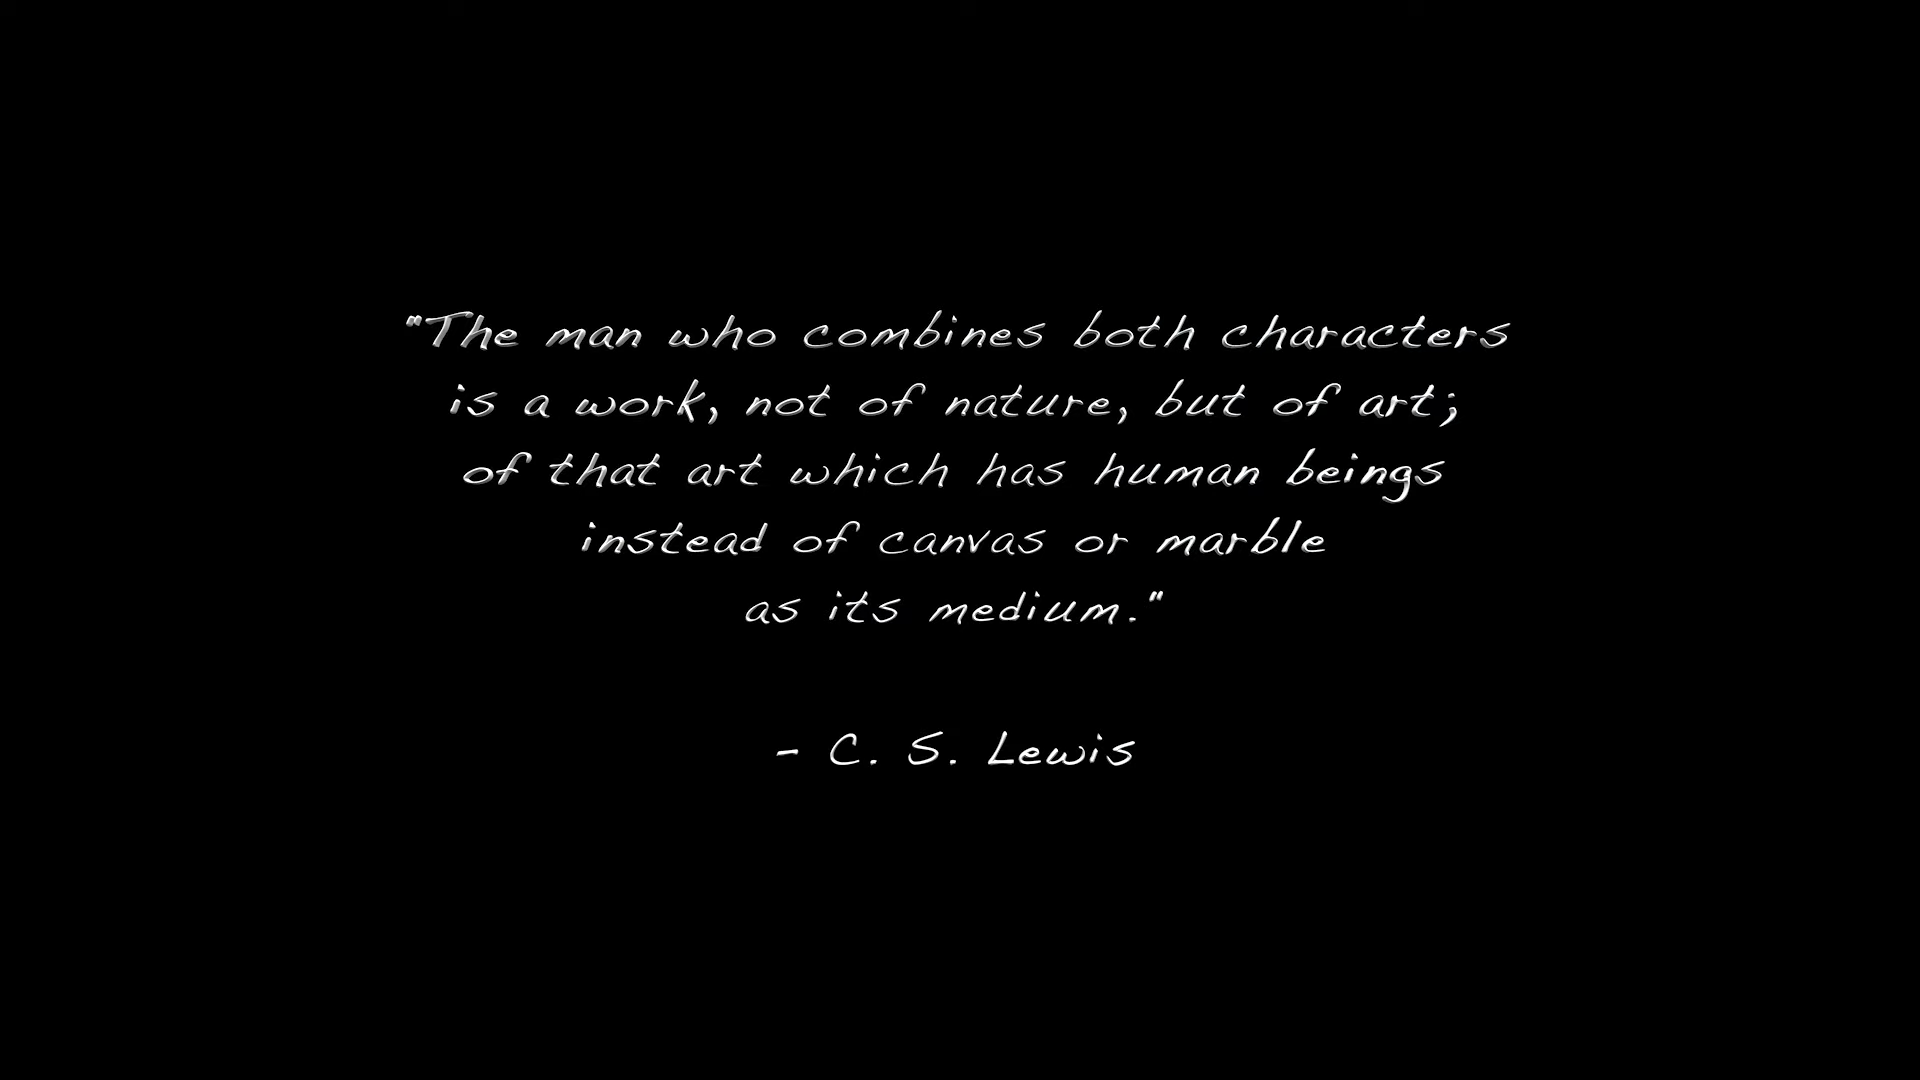 "The man who combines both characters
is a work, not of nature, but of art;
of that art which has human beings
instead of canvas or marble
as its medium."
- C. S. Lewis